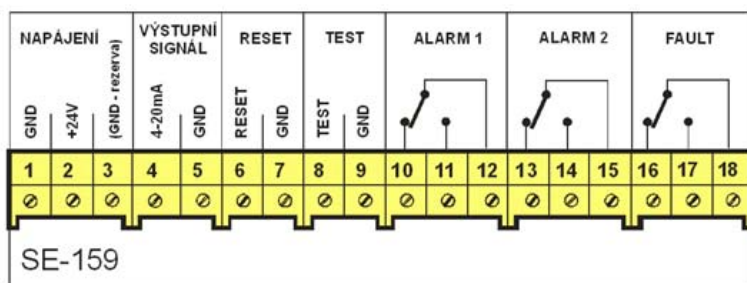 NAPÁJENÍ
VÝSTUPNÍ
SIGNÁL
RESET
TEST
ALARM 1
ALARM 2
FAULT
GND
+24V
(GND - rezerva)
4-20mA
GND
RESET
GND
TEST
GND
1 2 3 4 5 6 7 8 9 10 11 12 13 14 15 16 17 18
SE-159